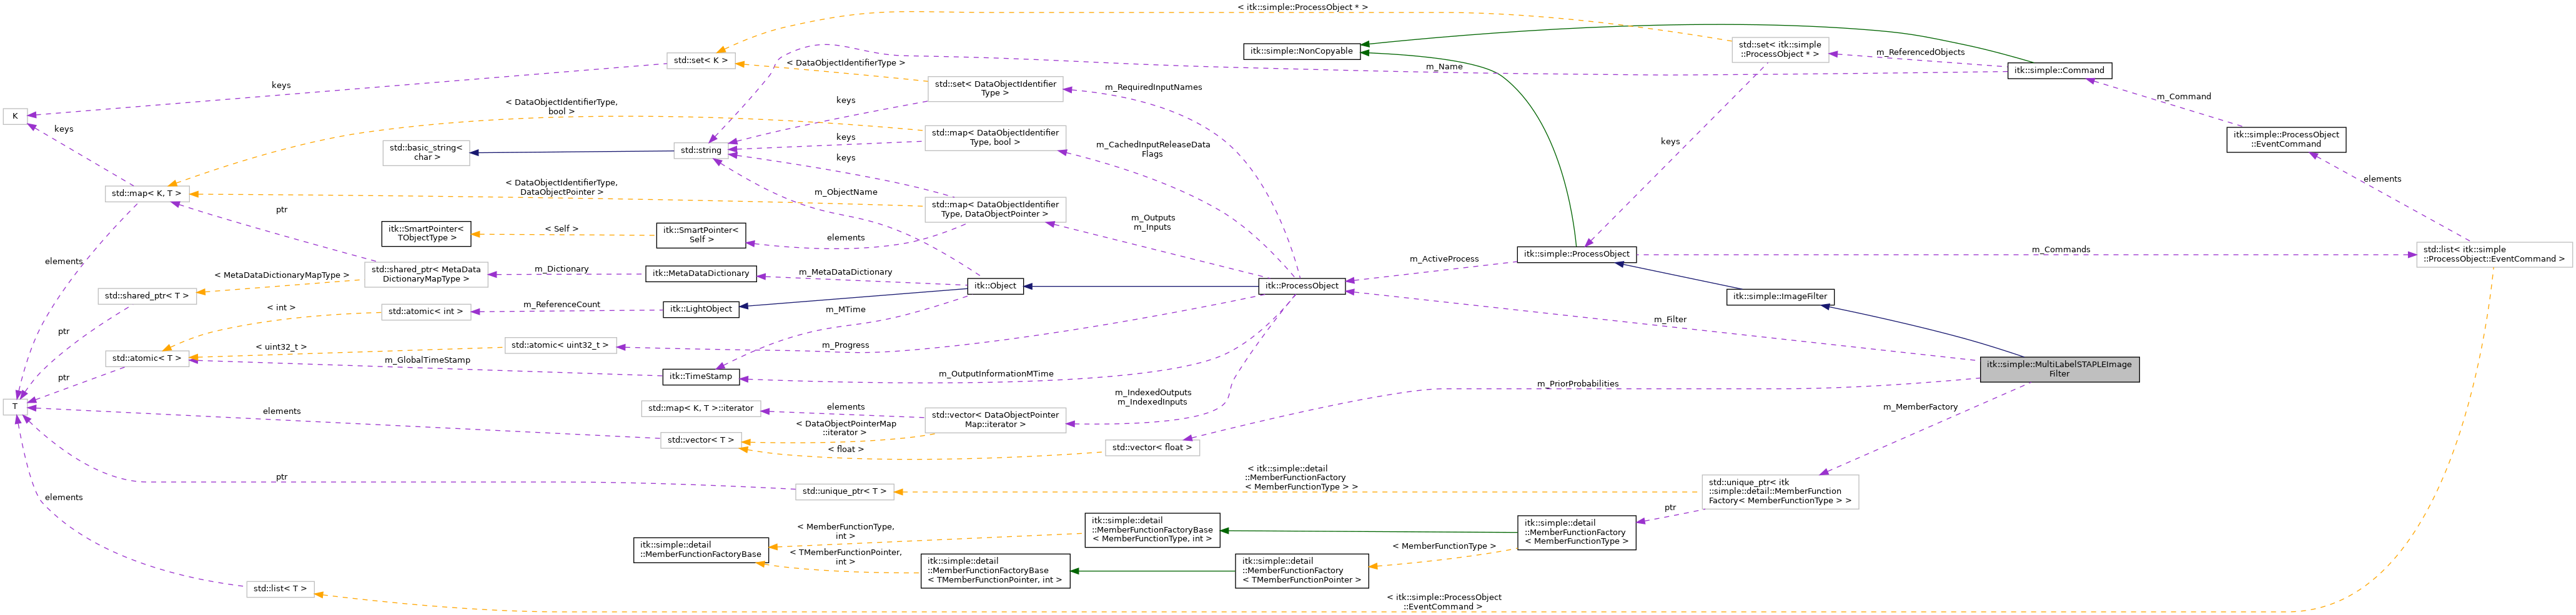 < itk::simple::ProcessObject * >
std::set< itk::simple
::ProcessObject * >
itk::simple::NonCopyable
m_ReferencedObjects
std::set< K >
< DataObjectIdentifierType >
m_Name
itk::simple::Command
keys
std::set< DataObjectIdentifier
Type >
m_RequiredInputNames
m_Command
< DataObjectIdentifierType,
bool >
keys
K
keys
std::map< DataObjectIdentifier
Type, bool >
keys
itk::simple::ProcessObject
::EventCommand
std::basic_string<
char >
std::string
m_CachedInputReleaseData
Flags
keys
keys
elements
std::map< K, T >
< DataObjectIdentifierType,
DataObjectPointer >
m_ObjectName
std::map< DataObjectIdentifier
Type, DataObjectPointer >
ptr
m_Outputs
m_Inputs
itk::SmartPointer<
TObjectType >
< Self >
itk::SmartPointer<
Self >
elements
m_Commands
std::list< itk::simple
::ProcessObject::EventCommand >
itk::simple::ProcessObject
m_ActiveProcess
elements
std::shared_ptr< MetaData
DictionaryMapType >
m_Dictionary
itk::MetaDataDictionary
m_MetaDataDictionary
< MetaDataDictionaryMapType >
itk::Object
itk::ProcessObject
std::shared_ptr< T >
itk::simple::ImageFilter
< int >
std::atomic< int >
m_ReferenceCount
itk::LightObject
m_MTime
m_Filter
ptr
std::atomic< T >
< uint32_t >
std::atomic< uint32_t >
m_Progress
m_GlobalTimeStamp
itk::TimeStamp
m_OutputInformationMTime
itk::simple::MultiLabelSTAPLEImage
Filter
ptr
m_PriorProbabilities
m_IndexedOutputs
m_IndexedInputs
T
elements
std::map< K, T >::iterator
elements
std::vector< DataObjectPointer
Map::iterator >
m_MemberFactory
< DataObjectPointerMap
::iterator >
std::vector< T >
< float >
std::vector< float >
ptr
std::unique_ptr< T >
< itk::simple::detail
::MemberFunctionFactory
< MemberFunctionType > >
std::unique_ptr< itk
::simple::detail::MemberFunction
Factory< MemberFunctionType > >
elements
ptr
itk::simple::detail
::MemberFunctionFactoryBase
< MemberFunctionType,
int >
itk::simple::detail
::MemberFunctionFactoryBase
< MemberFunctionType, int >
itk::simple::detail
::MemberFunctionFactory
< MemberFunctionType >
< TMemberFunctionPointer,
int >
itk::simple::detail
::MemberFunctionFactoryBase
< TMemberFunctionPointer, int >
itk::simple::detail
::MemberFunctionFactory
< TMemberFunctionPointer >
< MemberFunctionType >
std::list< T >
< itk::simple::ProcessObject
::EventCommand >